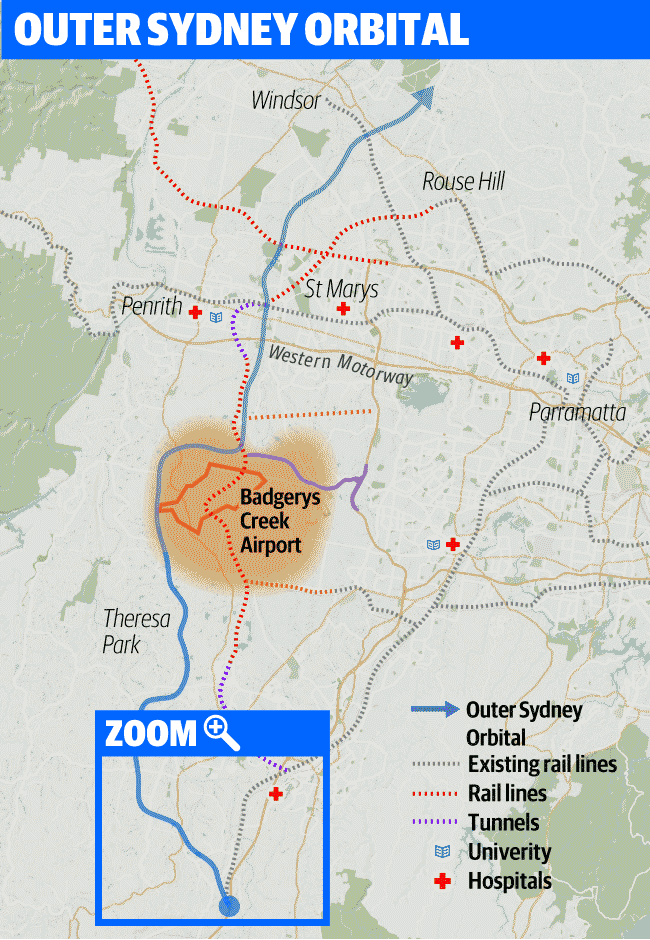 OUTER SYDNEY ORBITAL
Windsor
Rouse Hill
St Marys
Penrith
Western Motorway
Parramatta
Badgerys
Creek
Airport
Theresa
Park
ZOOM
Outer Sydney
Orbital
Existing rail lines
Rail lines
Tunnels
Univerity
Hospitals